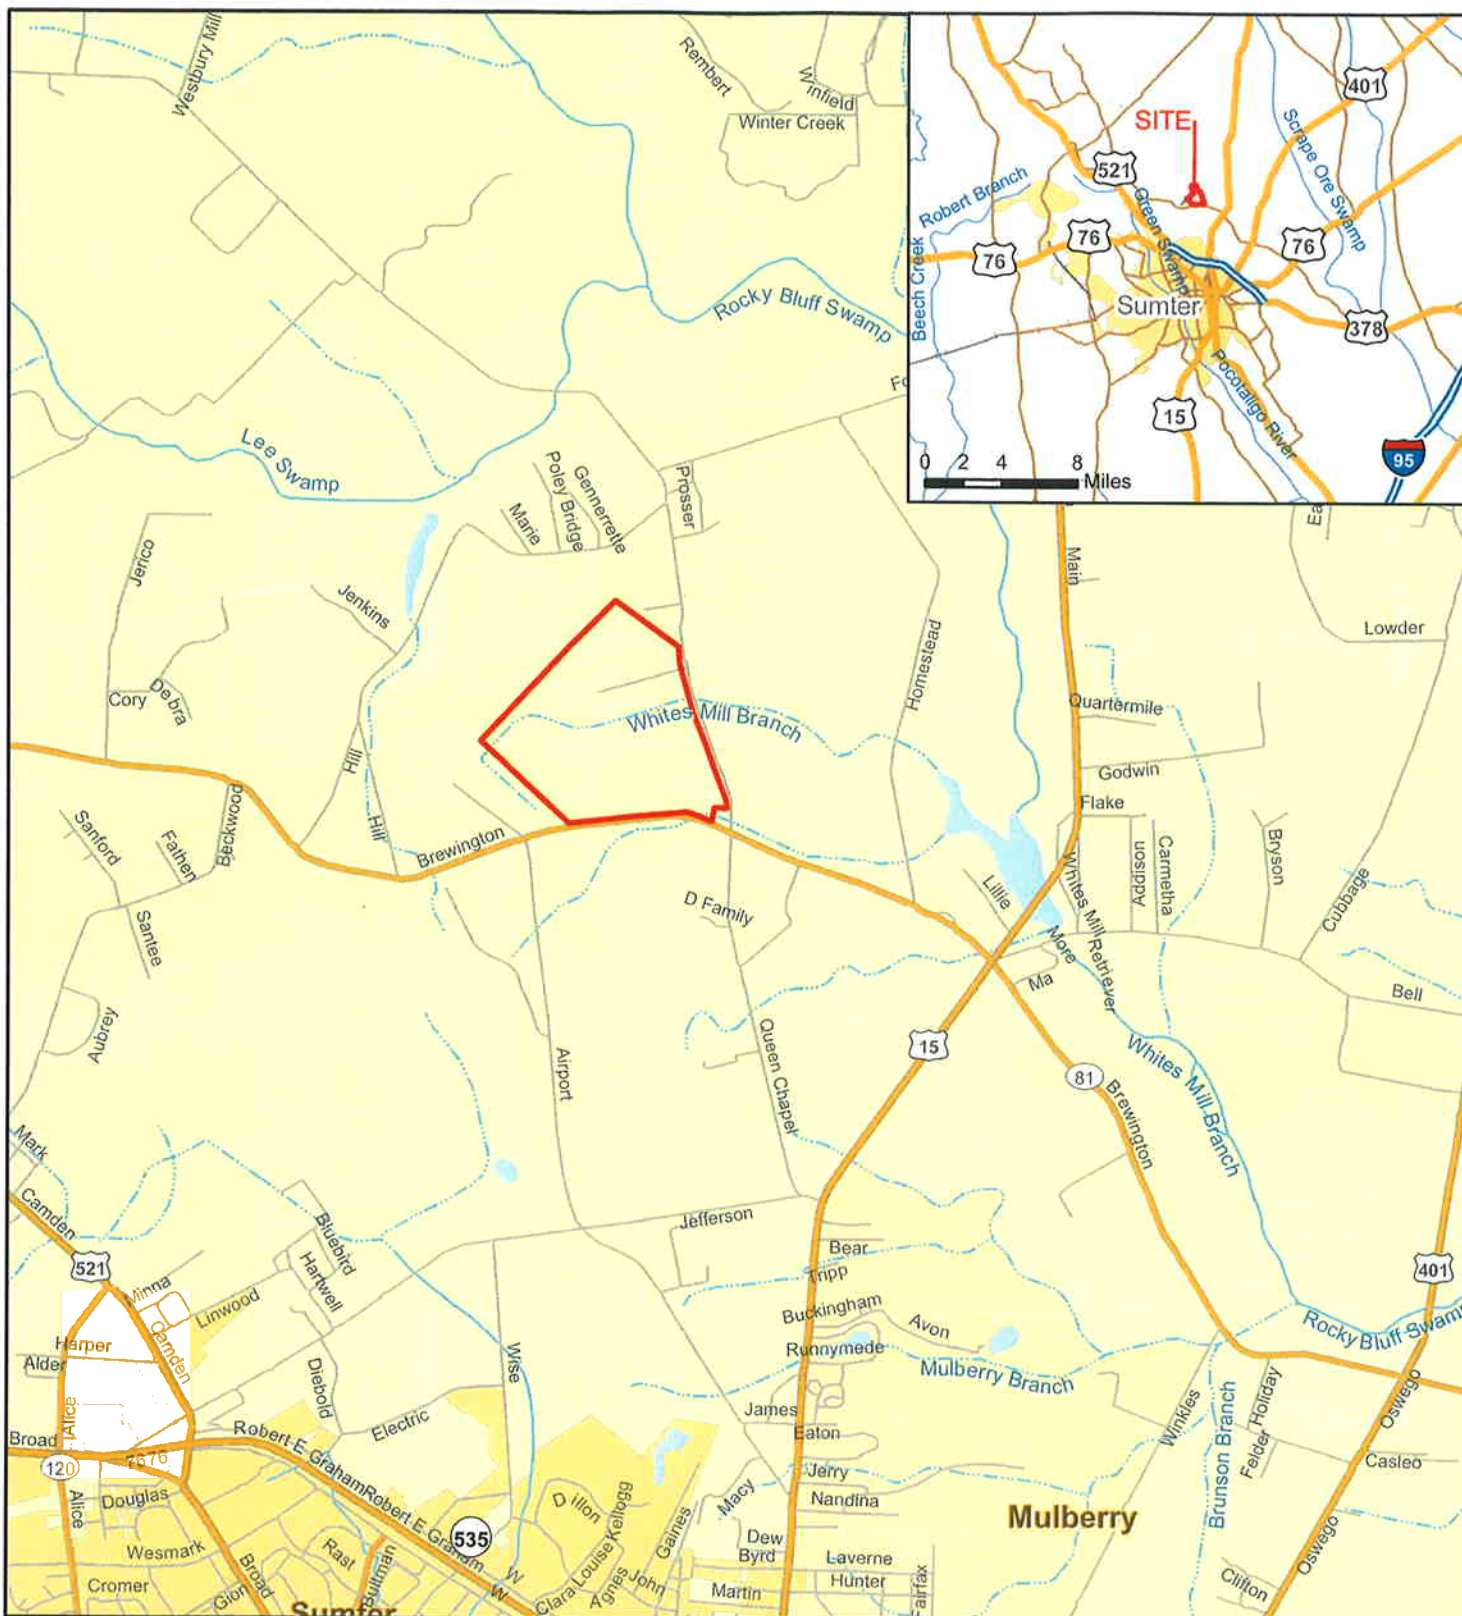 Westbury Mill
Rembert
Winfield
Winter Creek
Rocky Bluff Swamp
Lee Swamp
SITE
401
521
Scrape Ore Swamp
Robert Branch
Green Swamp
76
76
76
Beech Creek
Sumter
378
Pocotaligo River
15
95
0 2 4 8
Miles
Poley Bridge
Gennerrette
Prosser
Marie
Jerico
Jenkins
Main
Lowder
Homestead
Cory
Debra
Quartermile
Whites Mill Branch
Hill
Godwin
Flake
Beckwood
Sanford
Fathen
Hill
Brewington
Addison
Carmetha
Bryson
Lillie
Whites Mill
Cubbage
D Family
Santee
More
Retriever
Ma
Bell
Aubrey
Airport
Queen Chapel
15
Whites Mill Branch
81
Brewington
Mark
Camden
Jefferson
Bluebird
Bear
521
Hartwell
Tripp
401
Minna
Linwood
Buckingham
Avon
Rocky Bluff Swamp
Harper
Camden
Runnymede
Alder
Wise
Mulberry Branch
Diebold
Alice
James
Winkles
Holiday
Oswego
Electric
Broad
Robert E Graham
Eaton
Felder
Brunson Branch
7676
120
Casleo
Jerry
Robert E Graham
Douglas
Alice
Dillon
Kellogg
Macy
Nandina
Mulberry
535
Gaines
Wesmark
Rast
Dew
Byrd
Laverne
Oswego
Cromer
Broad
Bultman
W
W
Clara Louise
Agnes
John
Martin
Hunter
Fairfax
Clifton
Sumter